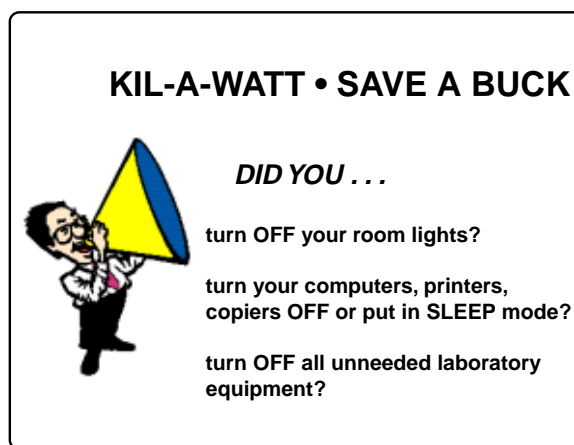 KIL-A-WATT • SAVE A BUCK
DID YOU . . .
turn OFF your room lights?
turn your computers, printers,
copiers OFF or put in SLEEP mode?
turn OFF all unneeded laboratory
equipment?